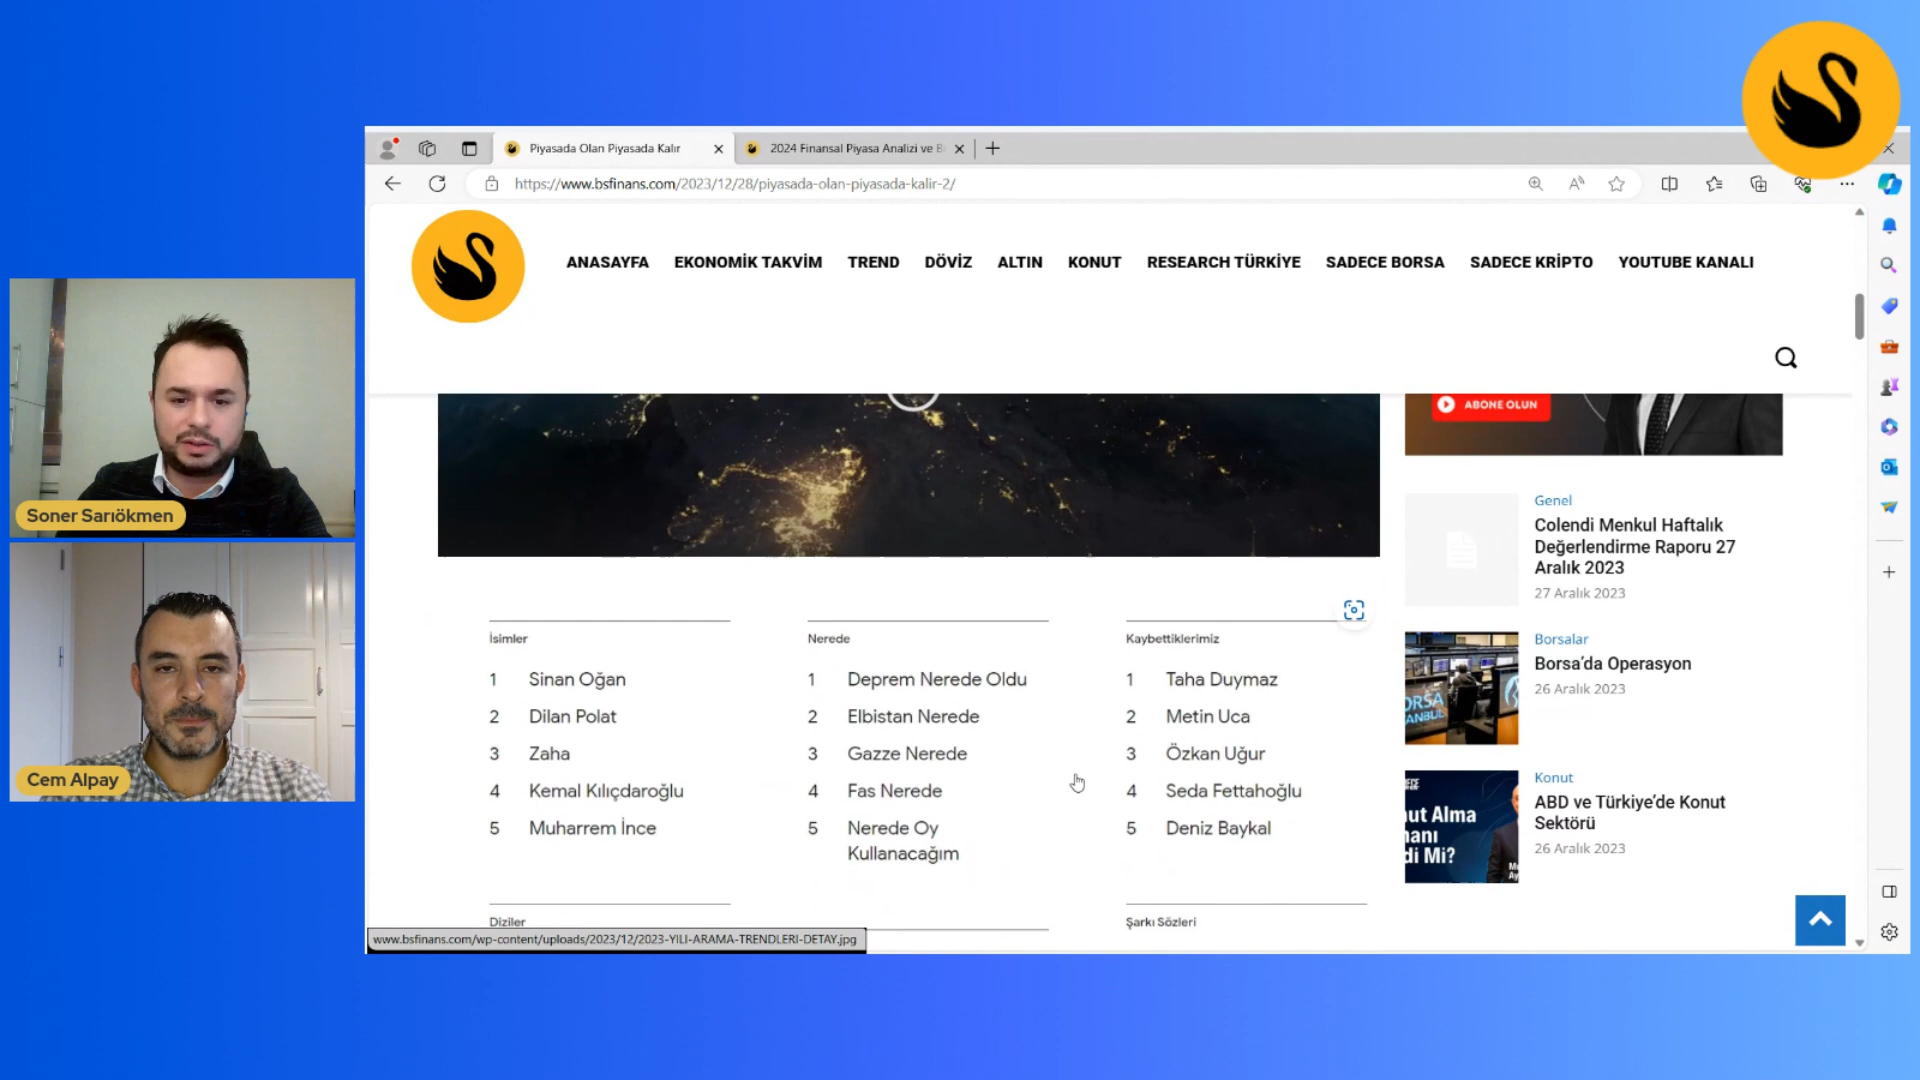 Piyasada Olan Piyasada Kalır
2024 Finansal Piyasa Analizi ve B
https://www.bsfinans.com/2023/12/28/piyasada-olan-piyasada-kalir-2/
ANASAYFA EKONOMİK TAKVİM TREND DÖVİZ ALTIN KONUT RESEARCH TÜRKİYE SADECE BORSA SADECE KRİPTO YOUTUBE KANALI
ABONE OLUN
Soner Sarıökmen
Cem Alpay
İsimler
1 Sinan Oğan
2 Dilan Polat
3 Zaha
4 Kemal Kılıçdaroğlu
5 Muharrem İnce
Nerede
1 Deprem Nerede Oldu
2 Elbistan Nerede
3 Gazze Nerede
4 Fas Nerede
5 Nerede Oy
Kullanacağım
Kaybettiklerimiz
1 Taha Duymaz
2 Metin Uca
3 Özkan Uğur
4 Seda Fettahoğlu
5 Deniz Baykal
Diziler
Şarkı Sözleri
Genel
Colendi Menkul Haftalık
Değerlendirme Raporu 27
Aralık 2023
27 Aralık 2023
Borsalar
Borsa'da Operasyon
26 Aralık 2023
Konut
ABD ve Türkiye'de Konut
Sektörü
26 Aralık 2023
ORSA
ANBUL
ut Alma
anı
di Mi?
www.bsfinans.com/wp-content/uploads/2023/12/2023-YILI-ARAMA-TRENDLERI-DETAY.jpg